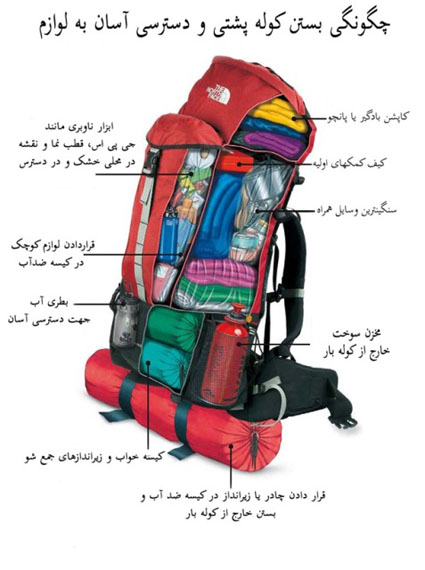 چگونگی بستن کوله پشتی و دسترسی آسان به لوازم
THE
NORTH
FACE
کاپشن بادگیر یا پانچو
ابزار ناوبری مانند
جی پی اس، قطب نما و نقشه
در محلی خشک و در دسترس
کیف کمکهای اولیه
سنگینترین وسایل همراه
قراردادن لوازم کوچک
در کیسه ضدآب
بطری آب
جهت دسترسی آسان
مخزن سوخت
خارج از کوله بار
کیسه خواب و زیراندازهای جمع شو
قرار دادن چادر یا زیرانداز در کیسه ضد آب و
بستن خارج از کوله بار